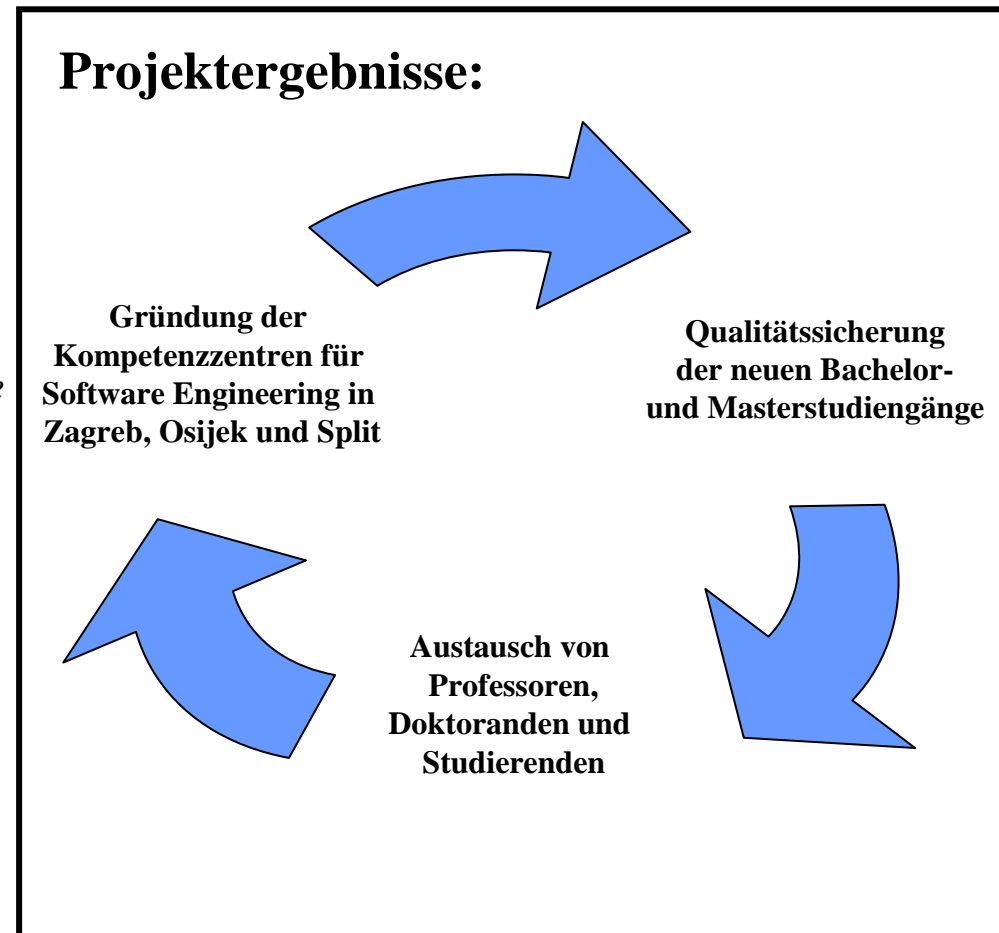 Projektergebnisse:
Gründung der
Kompetenzzentren für
Software Engineering in
Zagreb, Osijek und Split
Qualitätssicherung
der neuen Bachelor-
und Masterstudiengänge
Austausch von
Professoren,
Doktoranden und
Studierenden